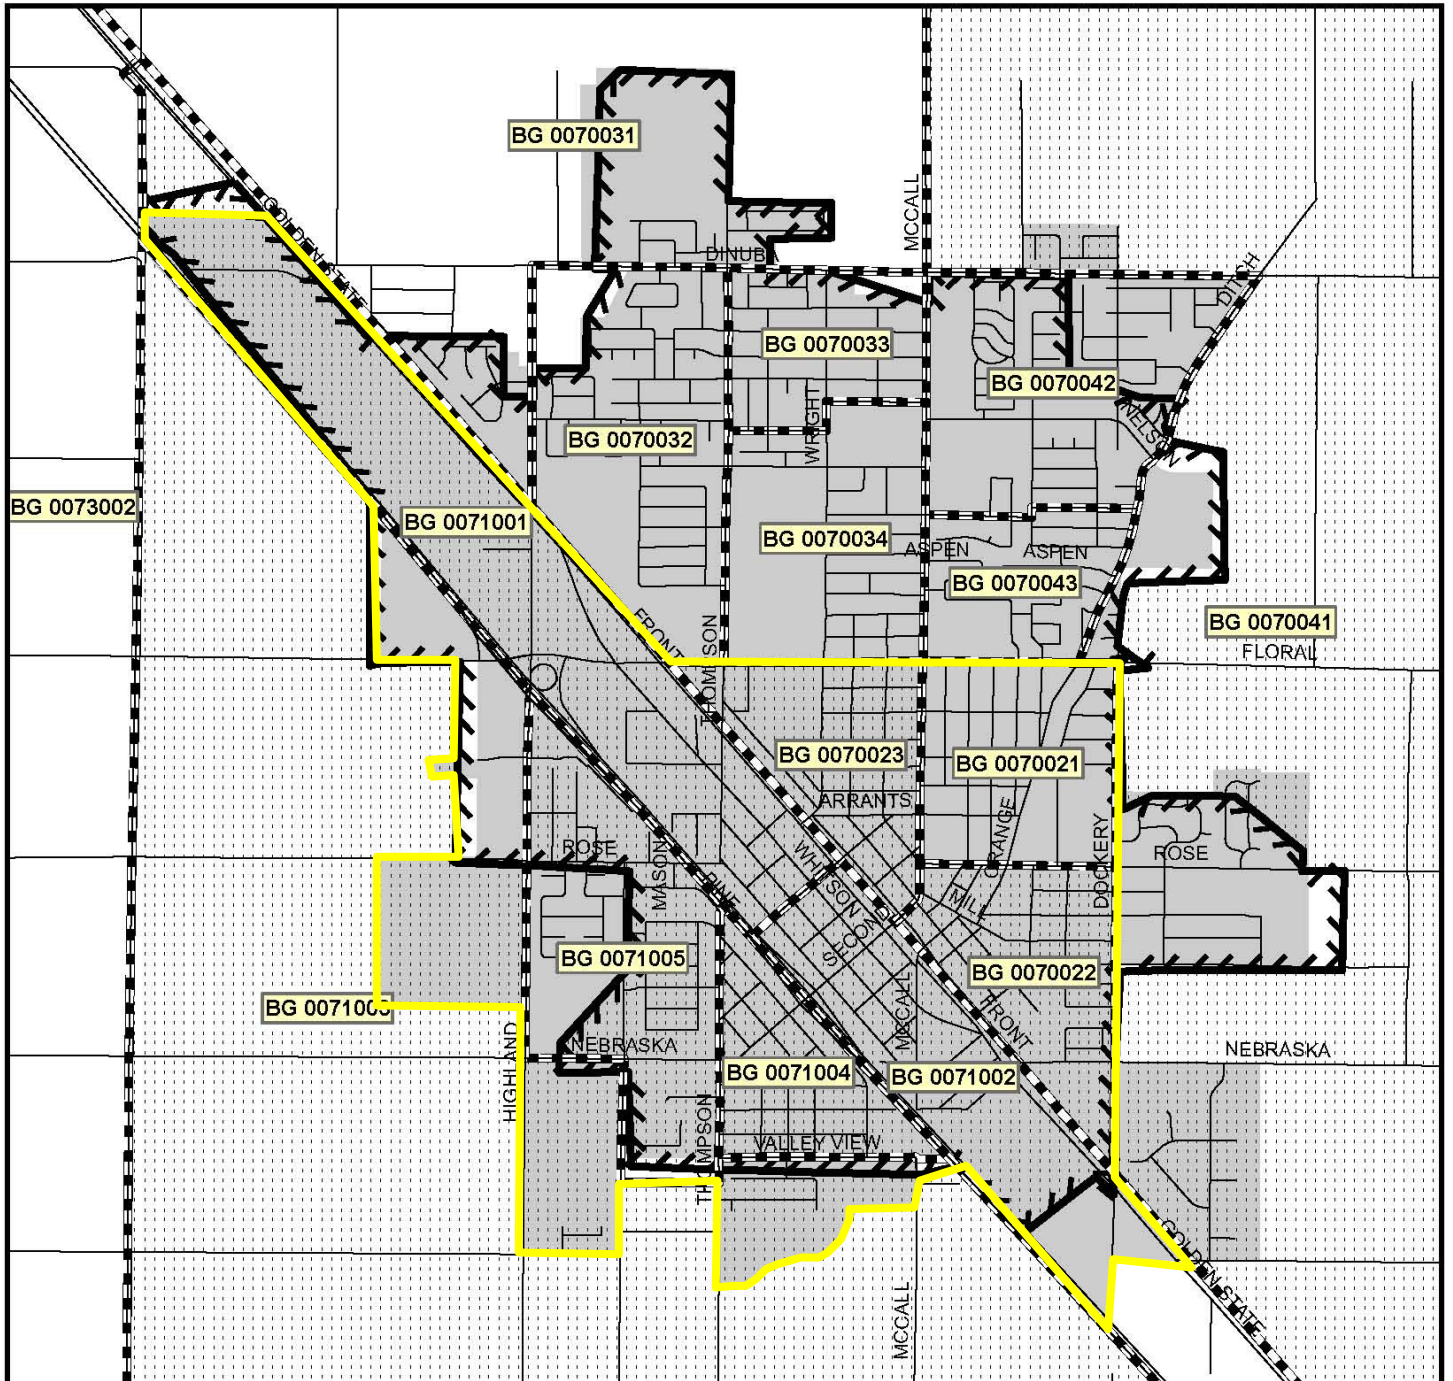 BG 0070031
MCCALL
GOLDEN STATE
DINUBA
DITCH
BG 0070033
BG 0070042
WRIGHT
NELSON
BG 0070032
BG 0073002
BG 0071001
BG 0070034
ASPEN
ASPEN
BG 0070043
BG 0070041
FLORAL
FRONT
THOMPSON
BG 0070023
BG 0070021
ARRANTS
ORANGE
DOCKERY
ROSE
ROSE
MASON
PINE
WHITSON
MILL
SECOND
BG 0071005
BG 0070022
BG 007100
MCCALL
FRONT
HIGHLAND
NEBRASKA
NEBRASKA
BG 0071004
BG 0071002
THOMPSON
VALLEY VIEW
GOLDEN STATE
MCCALL